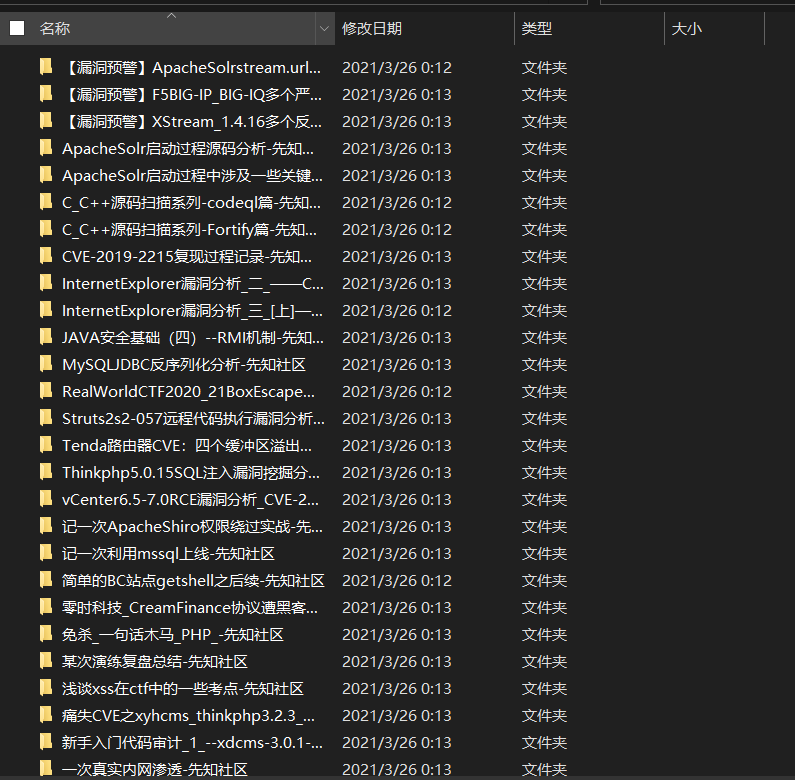 名称 修改日期 类型 大小
【漏洞预警】ApacheSolrstream.url... 2021/3/26 0:12 文件夹
【漏洞预警】F5BIG-IP_BIG-IQ多个严... 2021/3/26 0:13 文件夹
【漏洞预警】XStream_1.4.16多个反... 2021/3/26 0:13 文件夹
ApacheSolr启动过程源码分析-先知... 2021/3/26 0:13 文件夹
ApacheSolr启动过程中涉及一些关键... 2021/3/26 0:13 文件夹
C_C++源码扫描系列-codeql篇-先知... 2021/3/26 0:12 文件夹
C_C++源码扫描系列-Fortify篇-先知... 2021/3/26 0:12 文件夹
CVE-2019-2215复现过程记录-先知... 2021/3/26 0:13 文件夹
InternetExplorer漏洞分析_二_——C... 2021/3/26 0:13 文件夹
InternetExplorer漏洞分析_三_[上]—... 2021/3/26 0:12 文件夹
JAVA安全基础（四）--RMI机制-先知... 2021/3/26 0:13 文件夹
MySQLJDBC反序列化分析-先知社区 2021/3/26 0:13 文件夹
RealWorldCTF2020_21BoxEscape... 2021/3/26 0:12 文件夹
Struts2s2-057远程代码执行漏洞分析... 2021/3/26 0:13 文件夹
Tenda路由器CVE：四个缓冲区溢出... 2021/3/26 0:13 文件夹
Thinkphp5.0.15SQL注入漏洞挖掘分... 2021/3/26 0:13 文件夹
vCenter6.5-7.0RCE漏洞分析_CVE-2... 2021/3/26 0:13 文件夹
记一次ApacheShiro权限绕过实战-先... 2021/3/26 0:13 文件夹
记一次利用mssql上线-先知社区 2021/3/26 0:13 文件夹
简单的BC站点getshell之后续-先知社区 2021/3/26 0:12 文件夹
零时科技_CreamFinance协议遭黑客... 2021/3/26 0:13 文件夹
免杀_一句话木马_PHP_-先知社区 2021/3/26 0:13 文件夹
某次演练复盘总结-先知社区 2021/3/26 0:13 文件夹
浅谈xss在ctf中的一些考点-先知社区 2021/3/26 0:13 文件夹
痛失CVE之xyhcms_thinkphp3.2.3_... 2021/3/26 0:13 文件夹
新手入门代码审计_1_--xdcms-3.0.1-... 2021/3/26 0:13 文件夹
一次真实内网渗透-先知社区 2021/3/26 0:13 文件夹